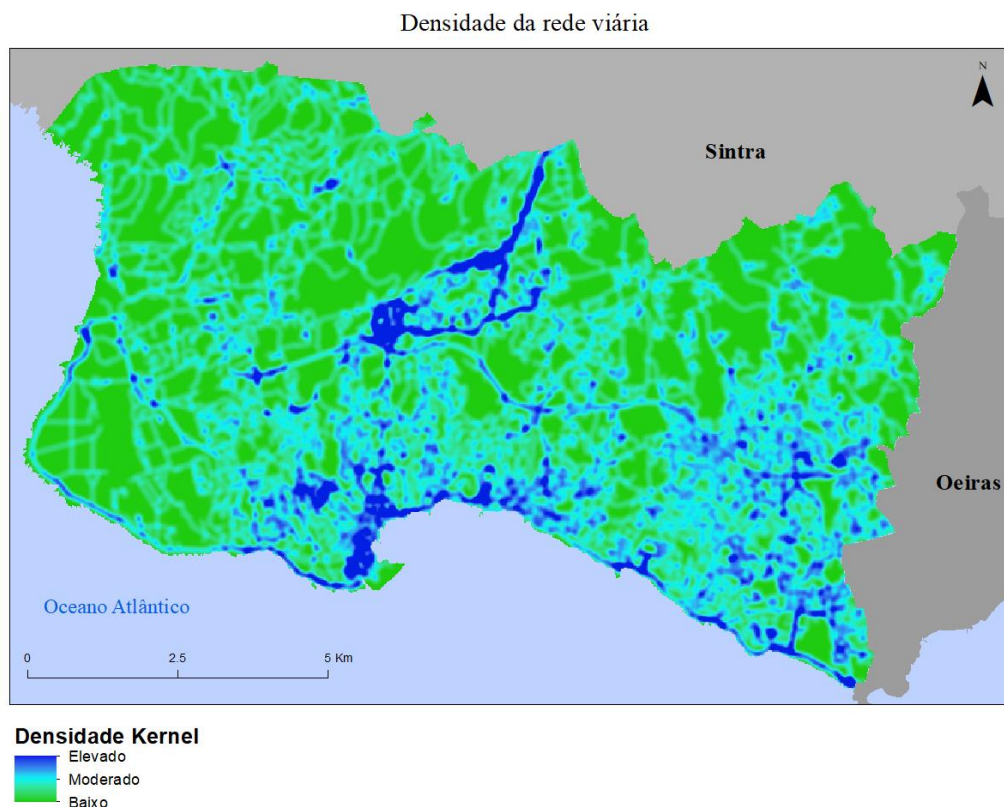 Densidade da rede viária
N
Sintra
Oeiras
Oceano Atlântico
0 2.5 5 Km
Densidade Kernel
Elevado
Moderado
Baixo